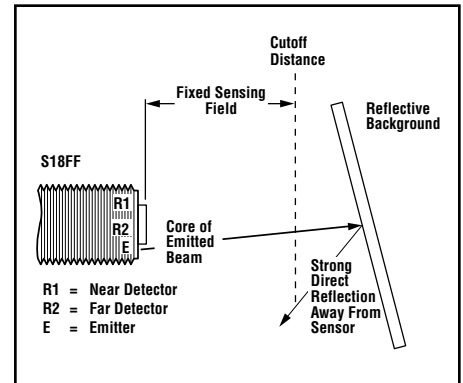 Cutoff
Distance
Fixed Sensing
Field
Reflective
Background
S18FF
R1
R2
E
Core of
Emitted
Beam
Strong
Direct
Reflection
Away From
Sensor
R1 = Near Detector
R2 = Far Detector
E = Emitter